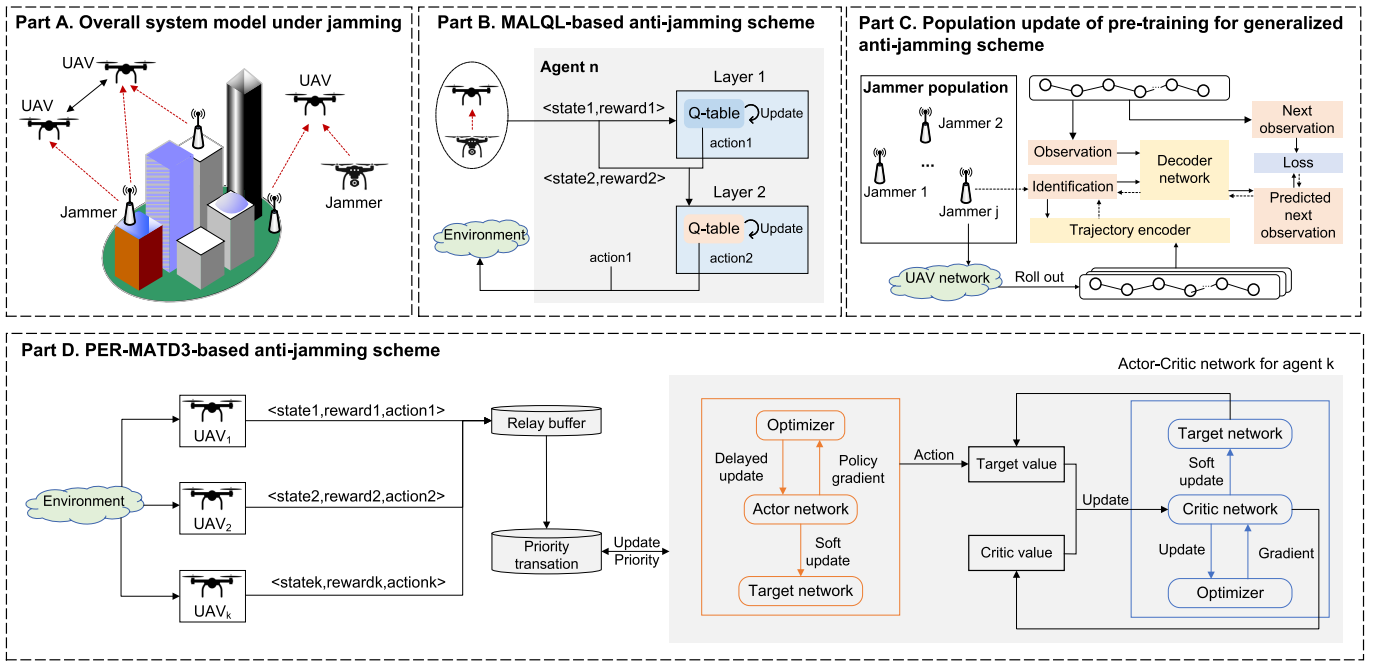 Part A. Overall system model under jamming
UAV
UAV
UAV
Jammer
Jammer
Part B. MALQL-based anti-jamming scheme
Agent n
Layer 1
<state1,reward1>
Q-table
Update
action1
<state2,reward2>
Layer 2
Q-table
Update
Environment
action1
action2
Part C. Population update of pre-training for generalized
anti-jamming scheme
Jammer population
Jammer 2
...
Jammer 1
Jammer j
Next
observation
Observation
Decoder
network
Loss
Identification
Predicted
next
observation
Trajectory encoder
UAV network
Roll out
Part D. PER-MATD3-based anti-jamming scheme
Actor-Critic network for agent k
<state1,reward1,action1>
UAV1
Relay buffer
Environment
<state2,reward2,action2>
UAV2
Priority
transation
Update
Priority
<statek,rewardk,actionk>
UAVk
Optimizer
Delayed
update
Policy
gradient
Actor network
Soft
update
Target network
Action
Target value
Update
Critic value
Target network
Soft
update
Critic network
Update
Gradient
Optimizer